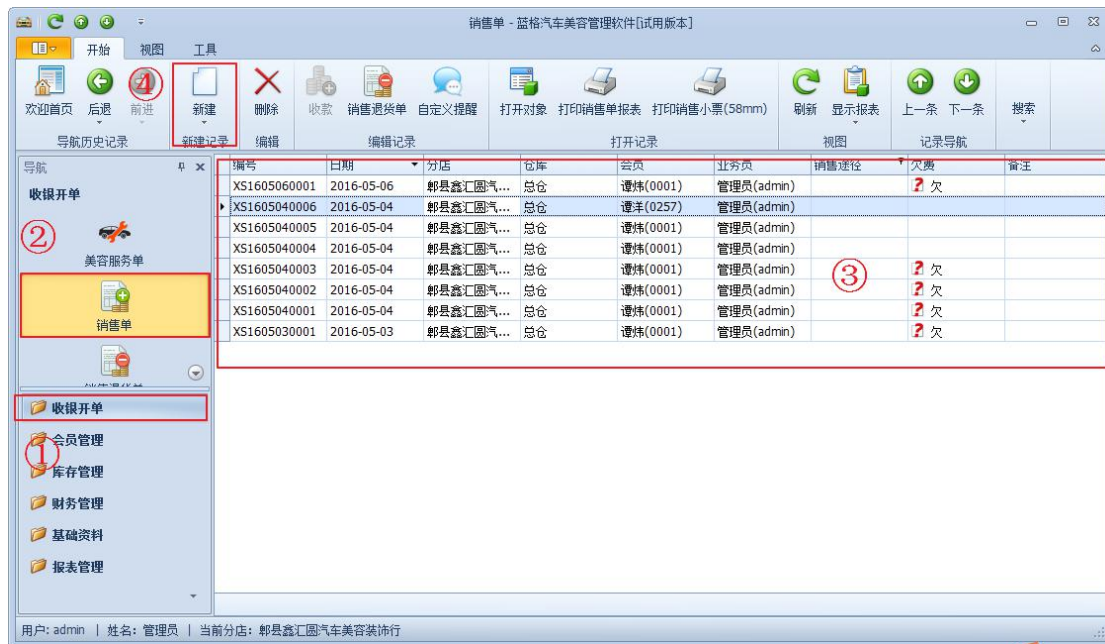 销售单 - 蓝格汽车美容管理软件[试用版本]
开始 视图 工具
④
欢迎首页 后退 前进 新建 删除 收款 销售退货单 自定义提醒 打开对象 打印销售单报表 打印销售小票(58mm) 刷新 显示报表 上一条 下一条 搜索
导航历史记录 新建记录 编辑 编辑记录 打开记录 视图 记录导航
导航
收银开单
②
美容服务单
销售单
销售退货单
收银开单
①
会员管理
库存管理
财务管理
基础资料
报表管理
编号 日期 分店 仓库 会员 业务员 销售途径 欠费 备注
XS1605060001 2016-05-06 郫县鑫汇圆汽... 总仓 谭炜(0001) 管理员(admin) 欠
XS1605040006 2016-05-04 郫县鑫汇圆汽... 总仓 谭洋(0257) 管理员(admin)
XS1605040005 2016-05-04 郫县鑫汇圆汽... 总仓 谭炜(0001) 管理员(admin)
XS1605040004 2016-05-04 郫县鑫汇圆汽... 总仓 谭炜(0001) 管理员(admin)
XS1605040003 2016-05-04 郫县鑫汇圆汽... 总仓 谭炜(0001) 管理员(admin) 欠
③
XS1605040002 2016-05-04 郫县鑫汇圆汽... 总仓 谭炜(0001) 管理员(admin) 欠
XS1605040001 2016-05-04 郫县鑫汇圆汽... 总仓 谭炜(0001) 管理员(admin) 欠
XS1605030001 2016-05-03 郫县鑫汇圆汽... 总仓 谭炜(0001) 管理员(admin) 欠
用户: admin | 姓名: 管理员 | 当前分店: 郫县鑫汇圆汽车美容装饰行